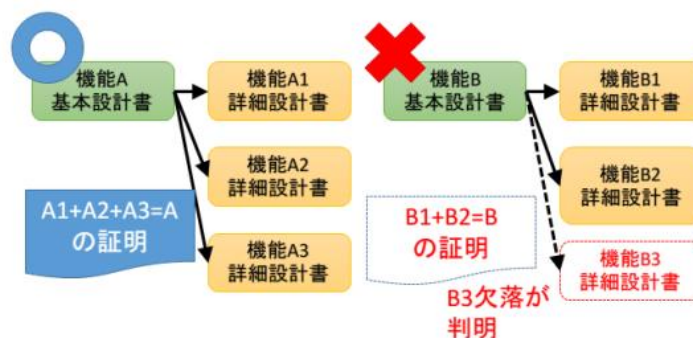 機能A
基本設計書
機能A1
詳細設計書
機能A2
詳細設計書
機能A3
詳細設計書
A1+A2+A3=A
の証明
機能B
基本設計書
機能B1
詳細設計書
機能B2
詳細設計書
機能B3
詳細設計書
B1+B2=B
の証明
B3欠落が
判明